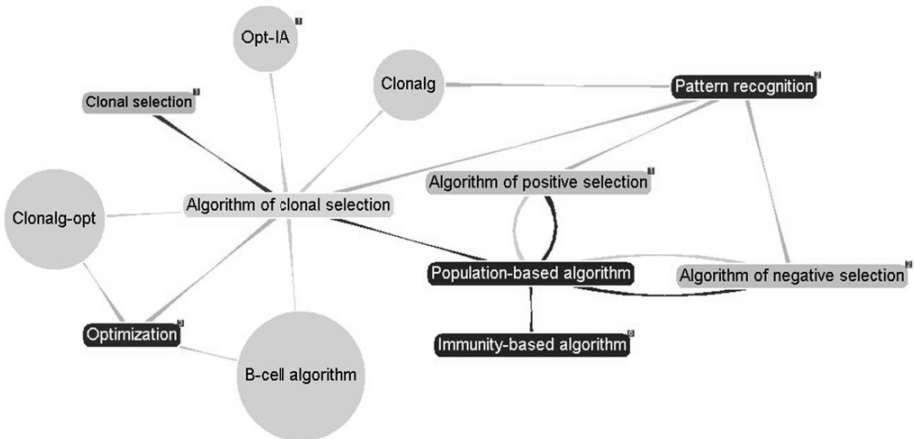 Opt-IA
Clonalg
Pattern recognition
Clonal selection
Algorithm of positive selection
Algorithm of clonal selection
Clonalg-opt
Population-based algorithm
Algorithm of negative selection
Optimization
Immunity-based algorithm
B-cell algorithm